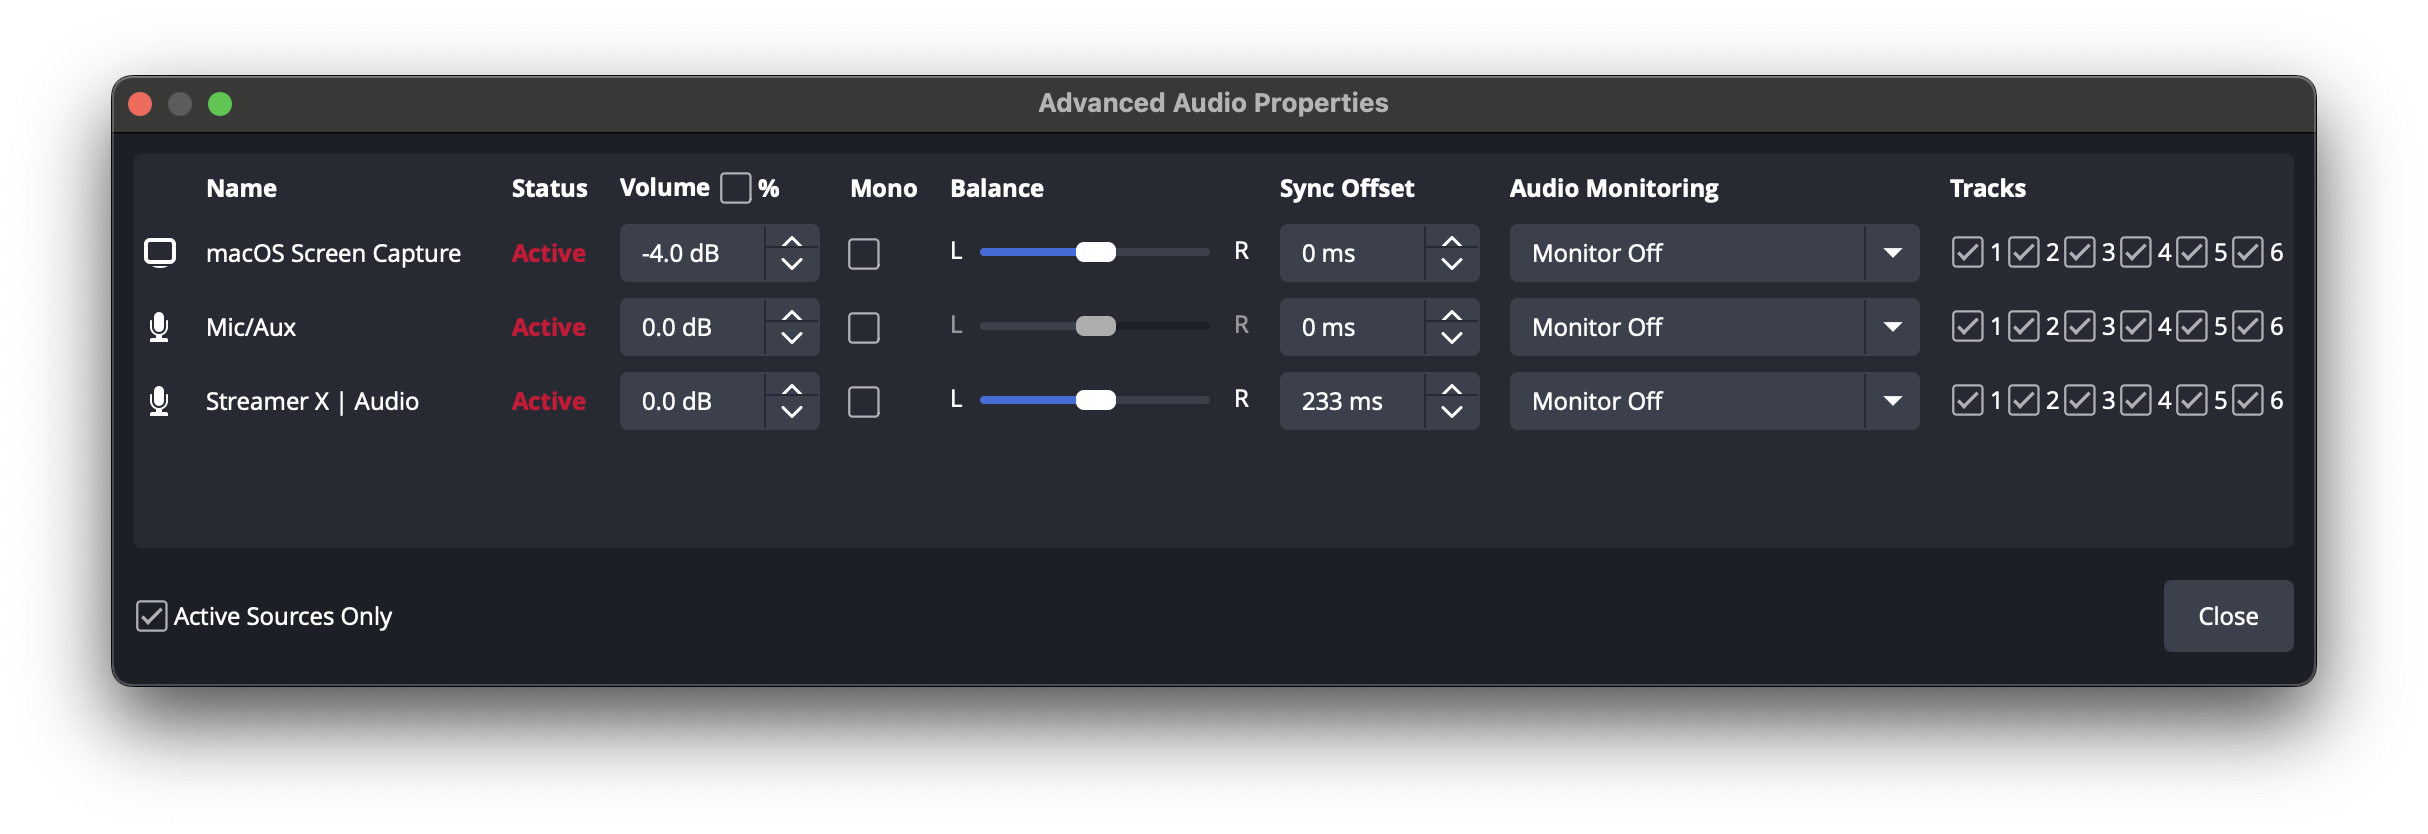 Advanced Audio Properties
Name Status Volume % Mono Balance Sync Offset Audio Monitoring Tracks
macOS Screen Capture Active -4.0 dB L R 0 ms Monitor Off 1 2 3 4 5 6
Mic/Aux Active 0.0 dB L R 0 ms Monitor Off 1 2 3 4 5 6
Streamer X | Audio Active 0.0 dB L R 233 ms Monitor Off 1 2 3 4 5 6
Active Sources Only Close